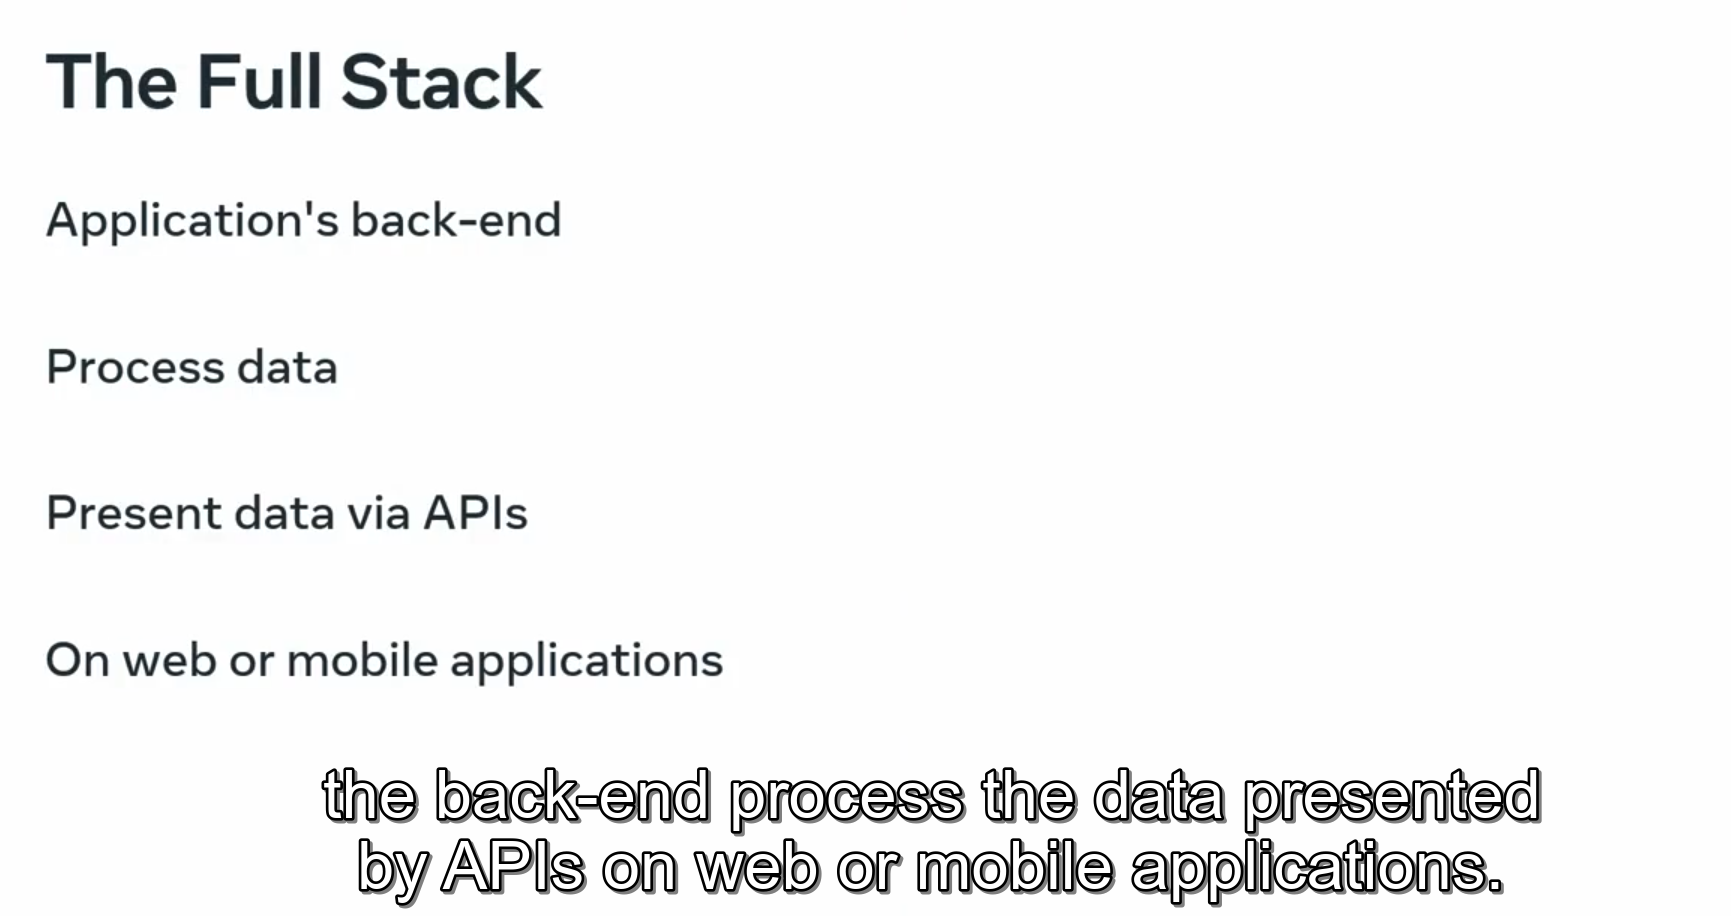 The Full Stack
Application's back-end
Process data
Present data via APIs
On web or mobile applications
the back-end process the data presented
by APIs on web or mobile applications.